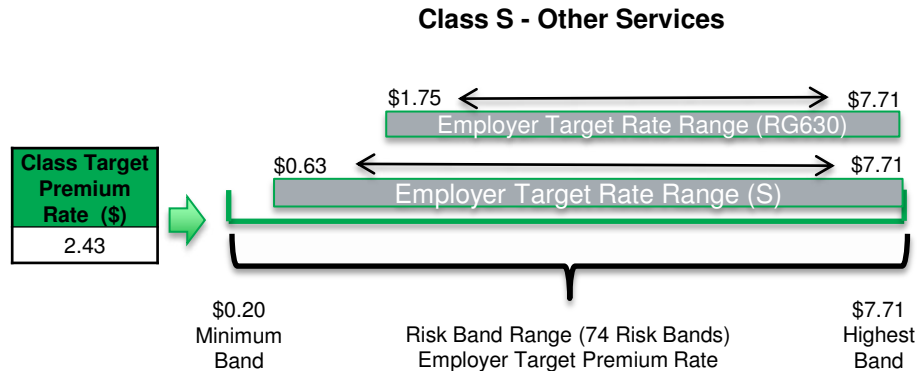 Class S - Other Services
$1.75
$7.71
Employer Target Rate Range (RG630)
$0.63
$7.71
Employer Target Rate Range (S)
Class Target
Premium
Rate ($)
2.43
$0.20
Minimum
Band
Risk Band Range (74 Risk Bands)
Employer Target Premium Rate
$7.71
Highest
Band